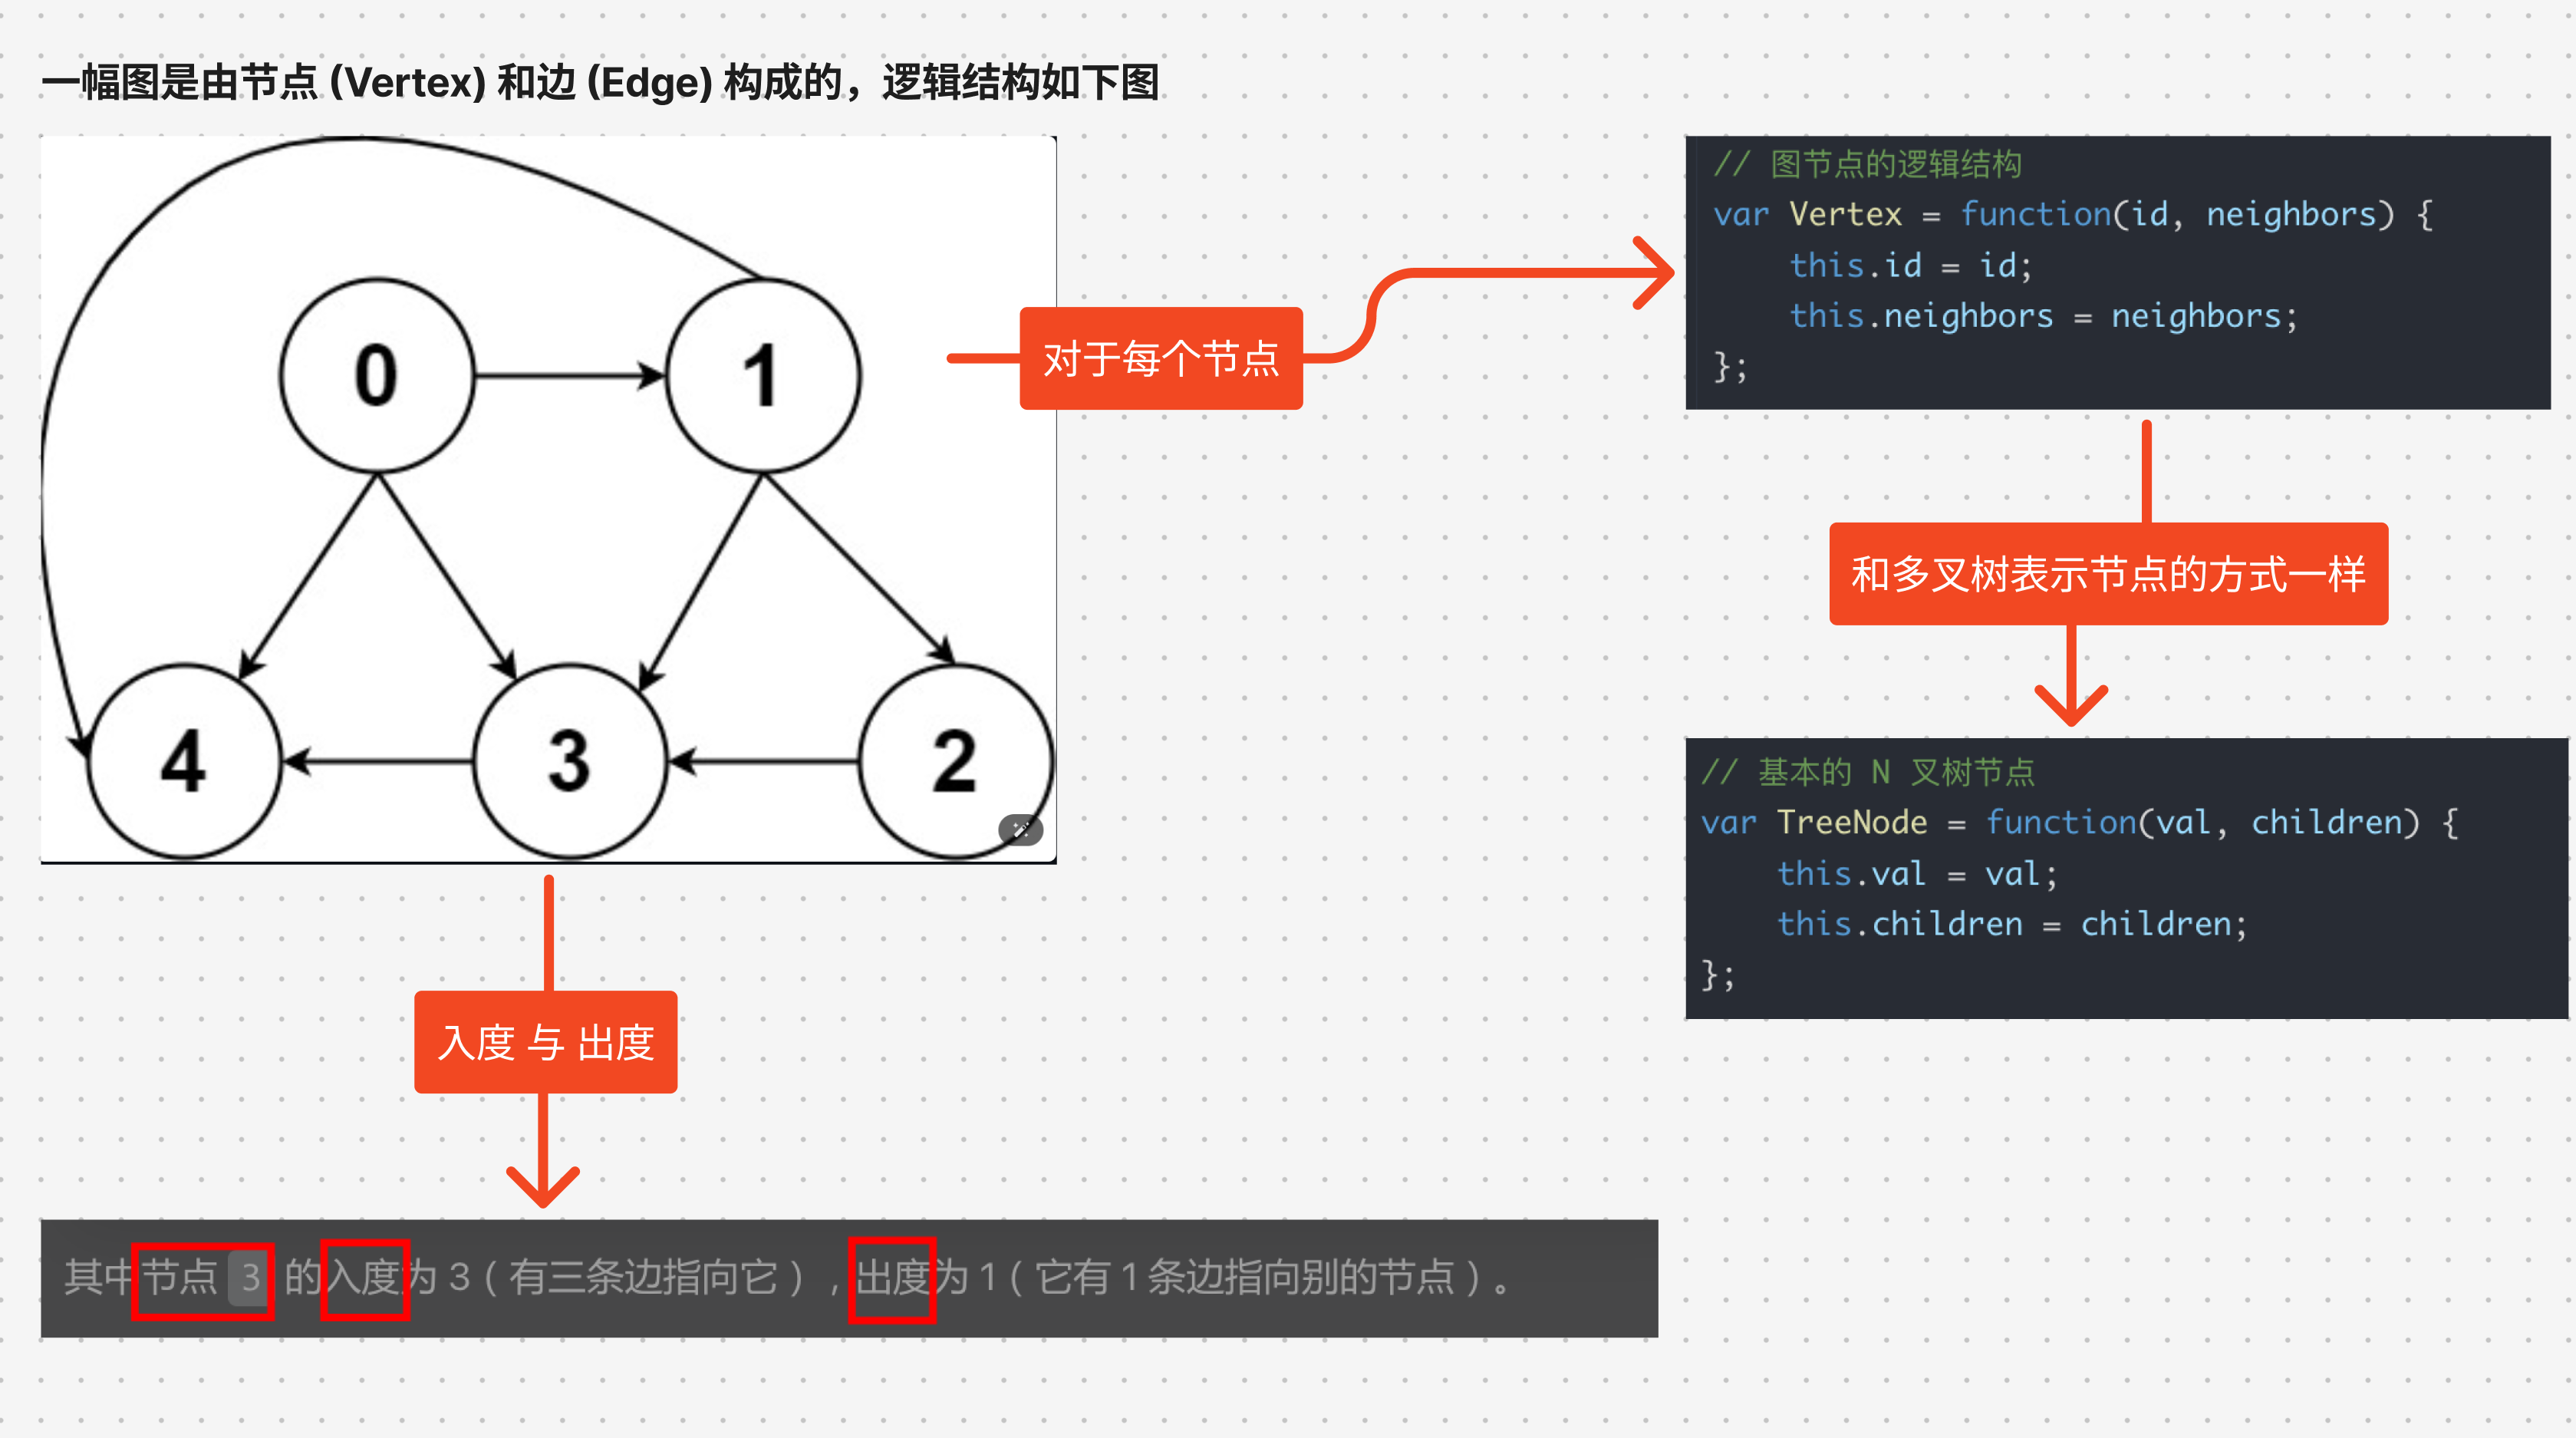 一幅图是由节点 (Vertex) 和边 (Edge) 构成的，逻辑结构如下图
0
1
4
3
2
对于每个节点
// 图节点的逻辑结构
var Vertex = function(id, neighbors) {
    this.id = id;
    this.neighbors = neighbors;
};
和多叉树表示节点的方式一样
// 基本的 N 叉树节点
var TreeNode = function(val, children) {
    this.val = val;
    this.children = children;
};
入度 与 出度
其中节点 3 的入度为 3（有三条边指向它），出度为 1（它有 1 条边指向别的节点）。